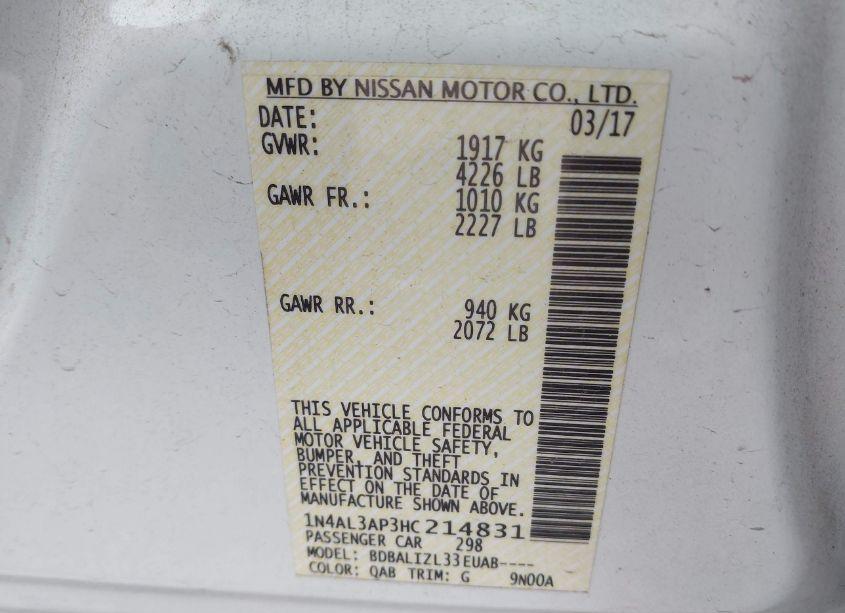 MFD BY NISSAN MOTOR CO., LTD.
DATE: 03/17
GVWR: 1917 KG
4226 LB
GAWR FR.: 1010 KG
2227 LB
GAWR RR.: 940 KG
2072 LB
THIS VEHICLE CONFORMS TO
ALL APPLICABLE FEDERAL
MOTOR VEHICLE SAFETY,
BUMPER, AND THEFT
PREVENTION STANDARDS IN
EFFECT ON THE DATE OF
MANUFACTURE SHOWN ABOVE.
1N4AL3AP3HC214831
PASSENGER CAR 298
MODEL: BDBALIZL33EUAB----
COLOR: QAB TRIM: G 9N00A